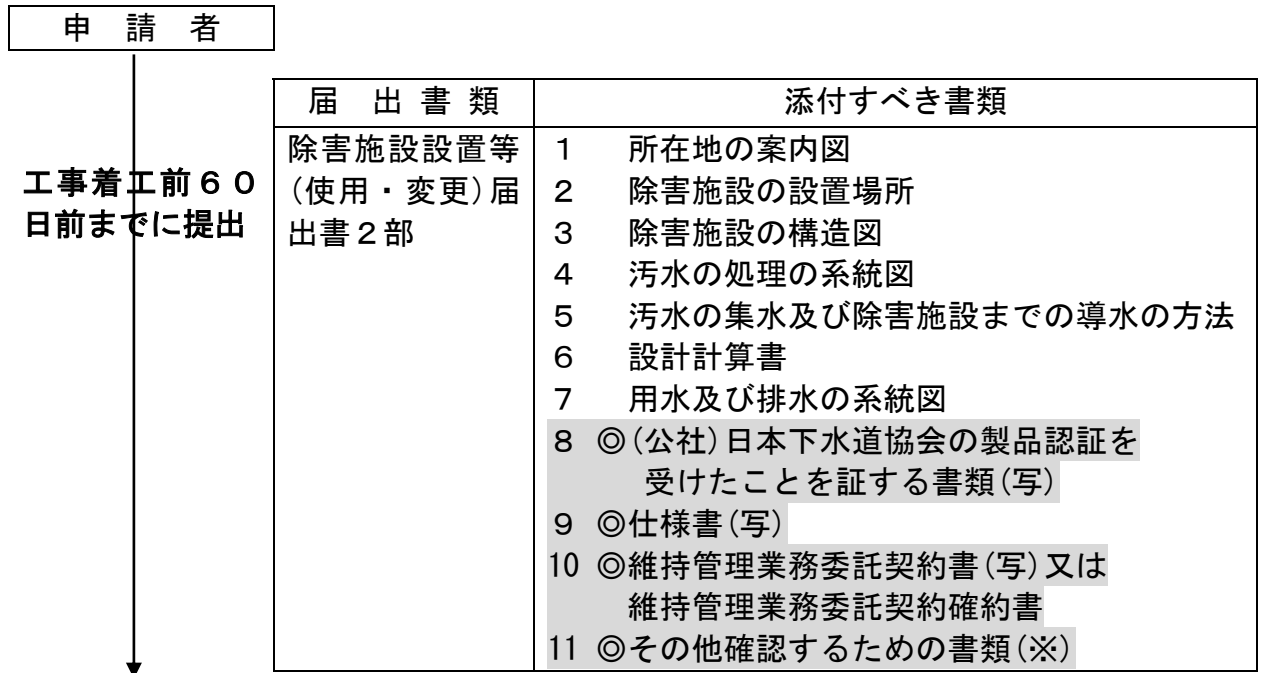 申 請 者
届 出 書 類 添付すべき書類
工事着工前６０
日前までに提出
除害施設設置等
(使用・変更)届
出書２部
１ 所在地の案内図
２ 除害施設の設置場所
３ 除害施設の構造図
４ 汚水の処理の系統図
５ 汚水の集水及び除害施設までの導水の方法
６ 設計計算書
７ 用水及び排水の系統図
８ ◎(公社)日本下水道協会の製品認証を
受けたことを証する書類(写)
９ ◎仕様書(写)
10 ◎維持管理業務委託契約書(写)又は
維持管理業務委託契約確約書
11 ◎その他確認するための書類(※)